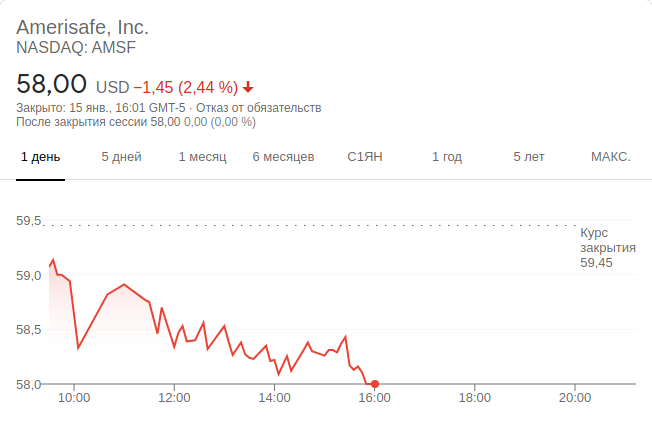 Amerisafe, Inc.
NASDAQ: AMSF
58,00 USD −1,45 (2,44 %)
Закрыто: 15 янв., 16:01 GMT-5 · Отказ от обязательств
После закрытия сессии 58,00 0,00 (0,00 %)
1 день 5 дней 1 месяц 6 месяцев С1ЯН 1 год 5 лет МАКС.
59,5
Курс
закрытия
59,45
59,0
58,5
58,0
10:00 12:00 14:00 16:00 18:00 20:00